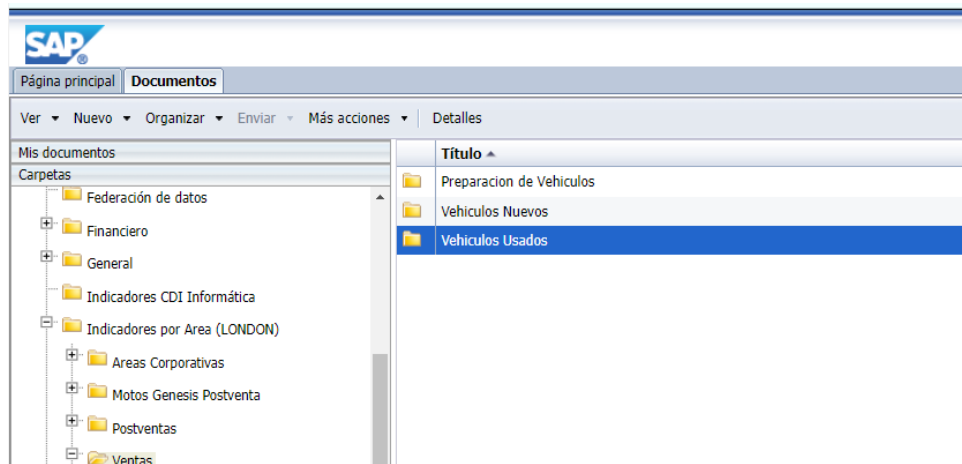 SAP
®
Página principal Documentos
Ver Nuevo Organizar Enviar Más acciones Detalles
Mis documentos
Carpetas
Federación de datos
Financiero
General
Indicadores CDI Informática
Indicadores por Area (LONDON)
Areas Corporativas
Motos Genesis Postventa
Postventas
Ventas
Título
Preparacion de Vehiculos
Vehiculos Nuevos
Vehiculos Usados